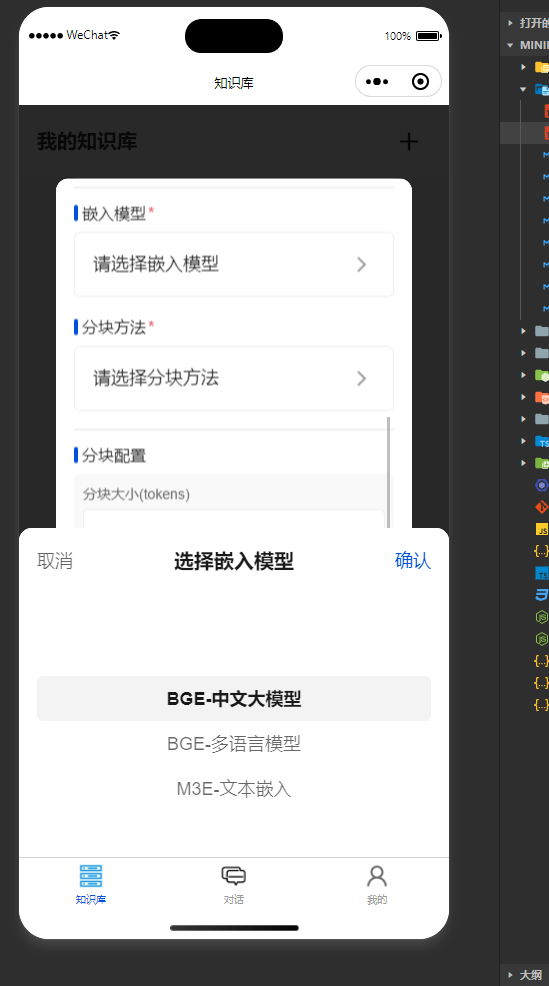 WeChat
100%
知识库
我的知识库
嵌入模型*
请选择嵌入模型
分块方法*
请选择分块方法
分块配置
分块大小(tokens)
取消
选择嵌入模型
确认
BGE-中文大模型
BGE-多语言模型
M3E-文本嵌入
知识库
对话
我的
打开的
MINI
JS
{..}
TS
JS
JS
{..}
{..}
{..}
大纲